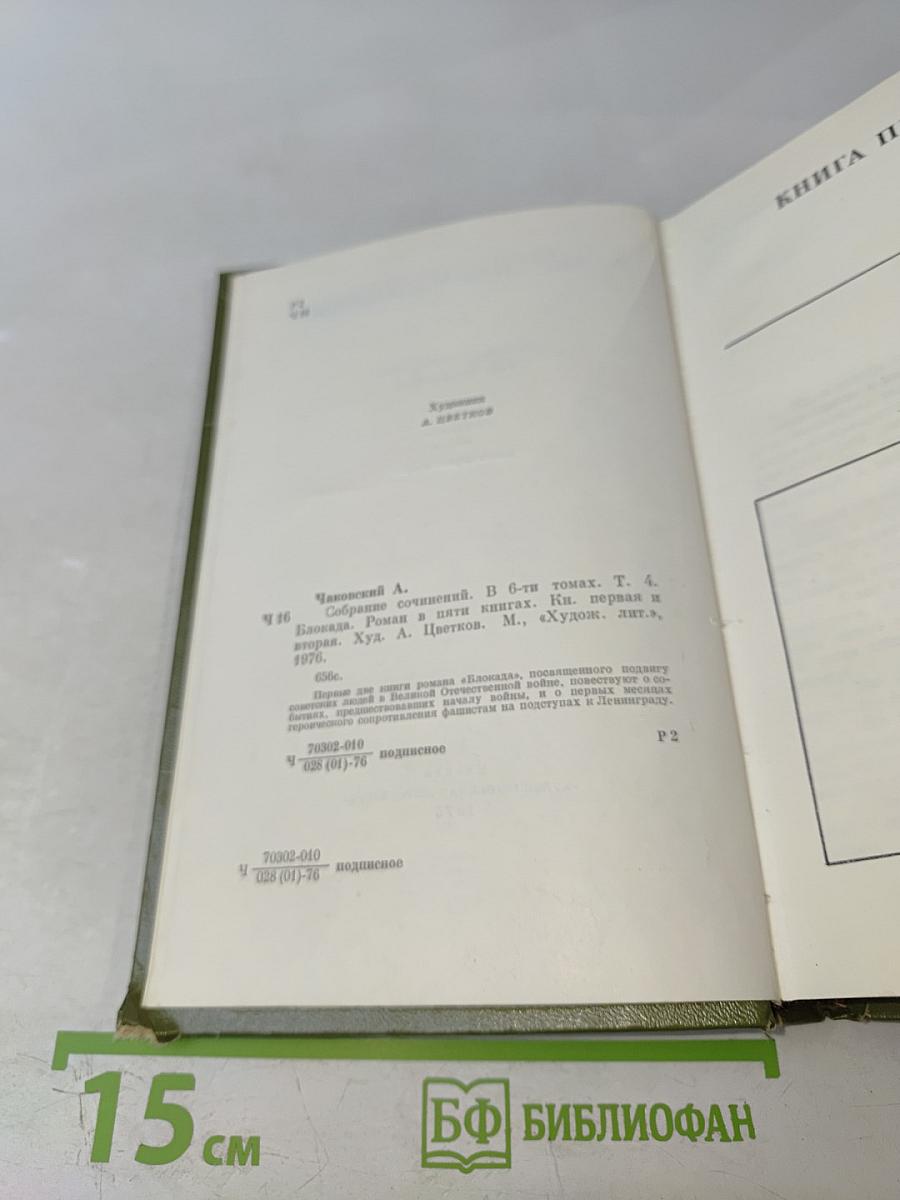 Р2
Ч 16
Художник
А. ЦВЕТКОВ
Чаковский А.
Ч 16 Собрание сочинений. В 6-ти томах. Т. 4.
Блокада. Роман в пяти книгах. Кн. первая и
вторая. Худ. А. Цветков. М., «Худож. лит.»,
1976.
656с.
Первые две книги романа «Блокада», посвященного подвигу
советских людей в Великой Отечественной войне, повествуют о со-
бытиях, предшествовавших началу войны, и о первых месяцах
героического сопротивления фашистам на подступах к Ленинграду.
Ч 70302-010
028 (01)-76 подписное
Р 2
Ч 70302-010
028 (01)-76 подписное
КНИГА
15 см
БФ БИБЛИОФАН